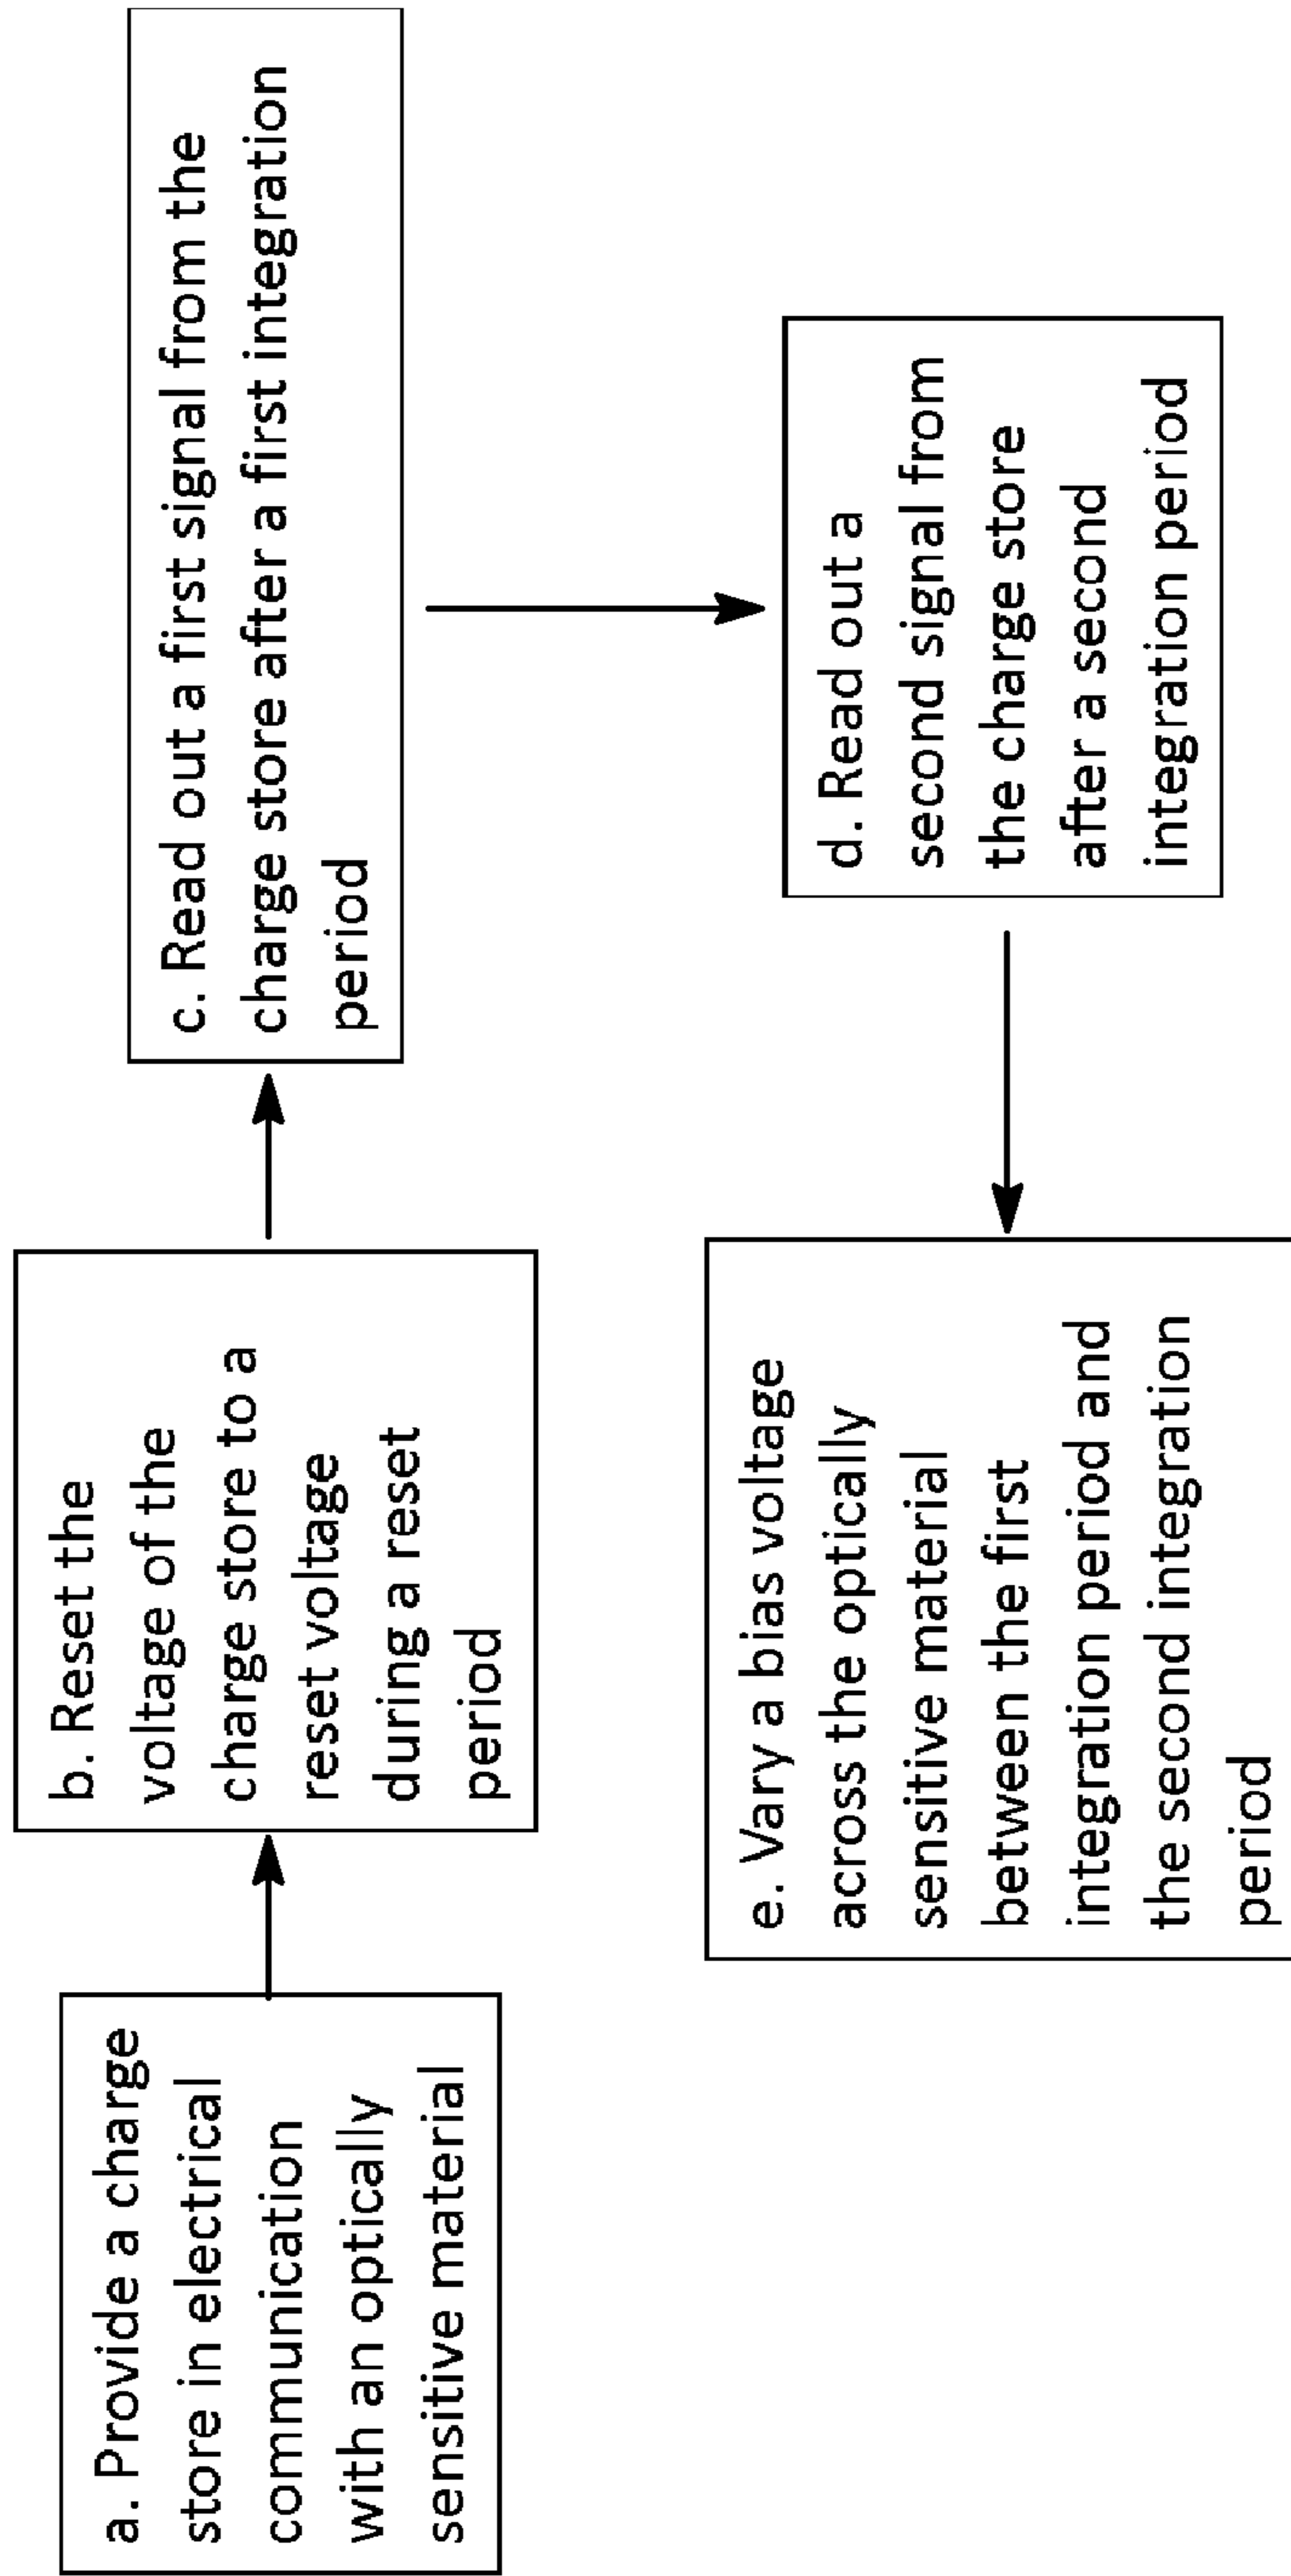 a. Provide a charge
store in electrical
communication
with an optically
sensitive material
b. Reset the
voltage of the
charge store to a
reset voltage
during a reset
period
c. Read out a first signal from the
charge store after a first integration
period
d. Read out a
second signal from
the charge store
after a second
integration period
e. Vary a bias voltage
across the optically
sensitive material
between the first
integration period and
the second integration
period